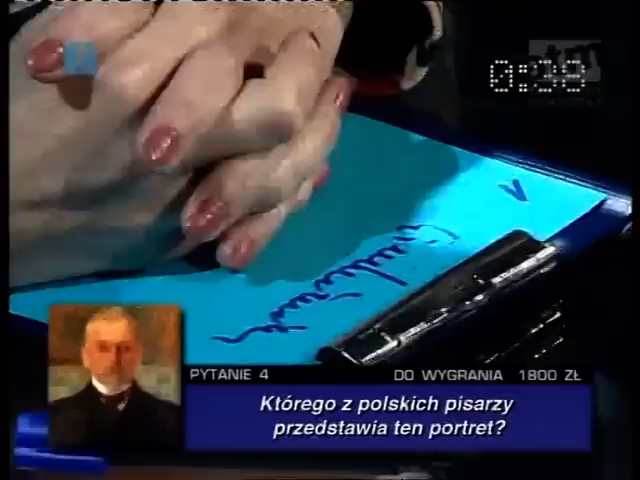 0:38
PYTANIE 4 DO WYGRANIA 1800 ZŁ
Którego z polskich pisarzy
przedstawia ten portret?